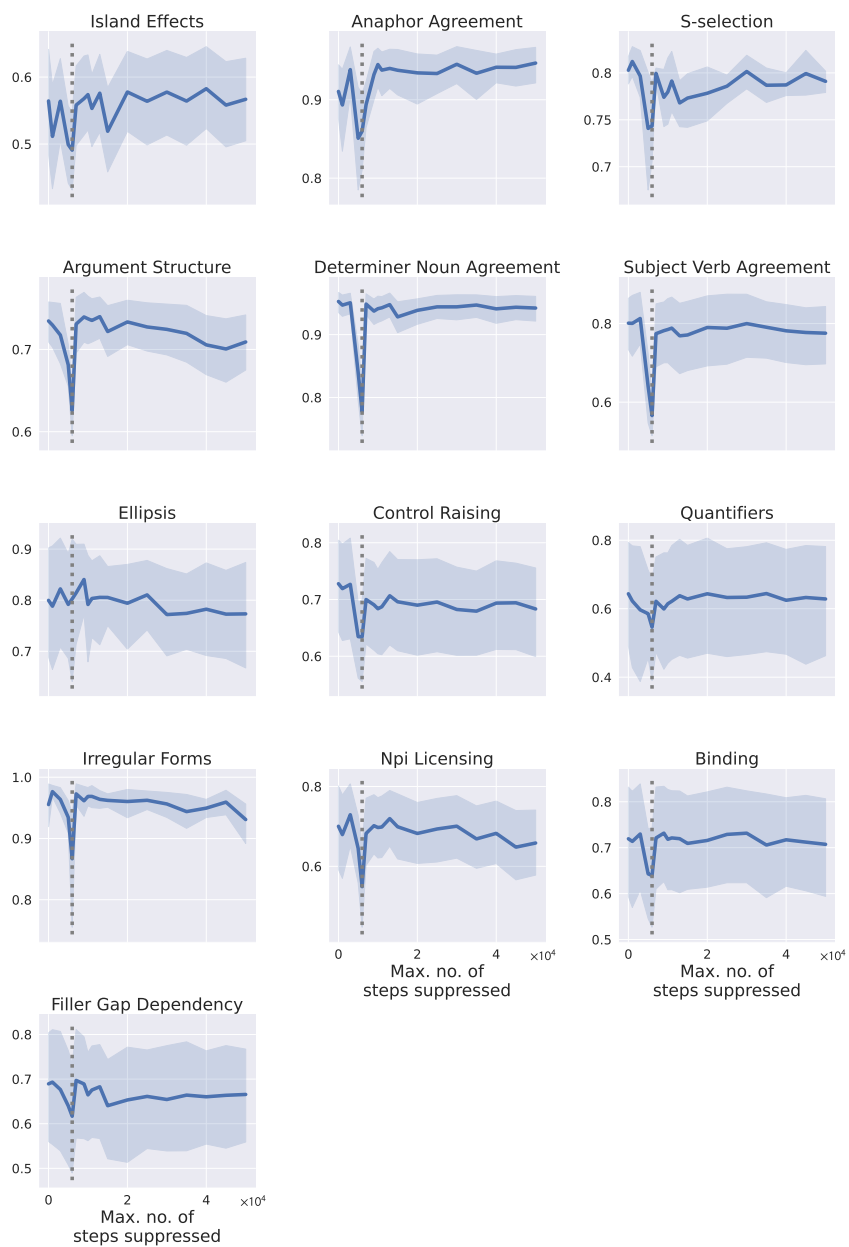 Island Effects
0.6
0.5
Anaphor Agreement
0.9
0.8
S-selection
0.8
0.75
0.7
Argument Structure
0.7
0.6
Determiner Noun Agreement
0.9
0.8
Subject Verb Agreement
0.8
0.6
Ellipsis
0.9
0.8
0.7
Control Raising
0.8
0.7
0.6
Quantifiers
0.8
0.6
0.4
Irregular Forms
1.0
0.9
0.8
Npi Licensing
0.8
0.6
0 2 4 ×10⁴
Max. no. of
steps suppressed
Binding
0.8
0.7
0.6
0.5
0 2 4 ×10⁴
Max. no. of
steps suppressed
Filler Gap Dependency
0.8
0.7
0.6
0.5
0 2 4 ×10⁴
Max. no. of
steps suppressed